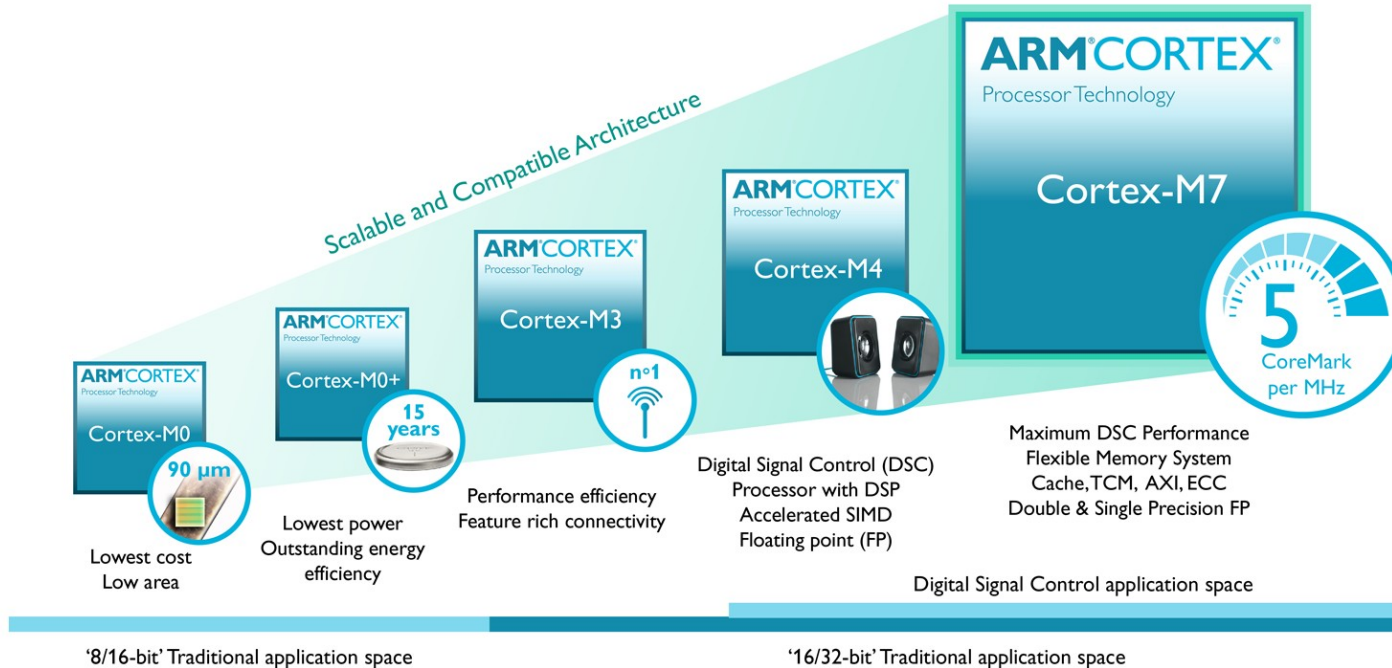 Scalable and Compatible Architecture
ARM®CORTEX®
Processor Technology
Cortex-M0
90 µm
Lowest cost
Low area
ARM®CORTEX®
Processor Technology
Cortex-M0+
15
years
Lowest power
Outstanding energy
efficiency
ARM®CORTEX®
Processor Technology
Cortex-M3
nº1
Performance efficiency
Feature rich connectivity
ARM®CORTEX®
Processor Technology
Cortex-M4
Digital Signal Control (DSC)
Processor with DSP
Accelerated SIMD
Floating point (FP)
ARM®CORTEX®
Processor Technology
Cortex-M7
5
CoreMark
per MHz
Maximum DSC Performance
Flexible Memory System
Cache, TCM, AXI, ECC
Double & Single Precision FP
Digital Signal Control application space
‘8/16-bit’ Traditional application space
‘16/32-bit’ Traditional application space